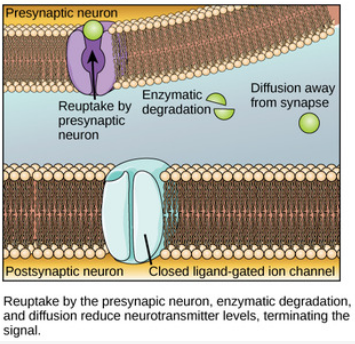 Presynaptic neuron
Enzymatic
degradation
Diffusion away
from synapse
Reuptake by
presynaptic
neuron
Postsynaptic neuron
Closed ligand-gated ion channel
Reuptake by the presynapic neuron, enzymatic degradation,
and diffusion reduce neurotransmitter levels, terminating the
signal.